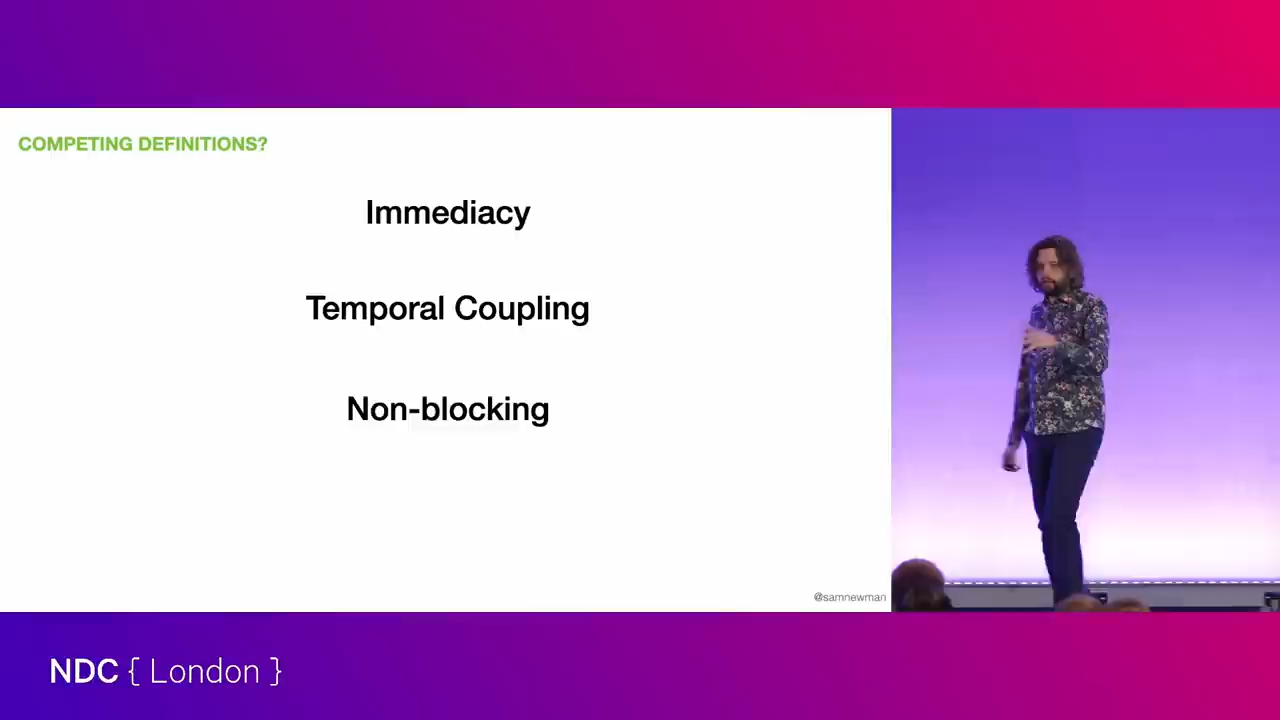 COMPETING DEFINITIONS?
Immediacy
Temporal Coupling
Non-blocking
@samnewman
NDC { London }